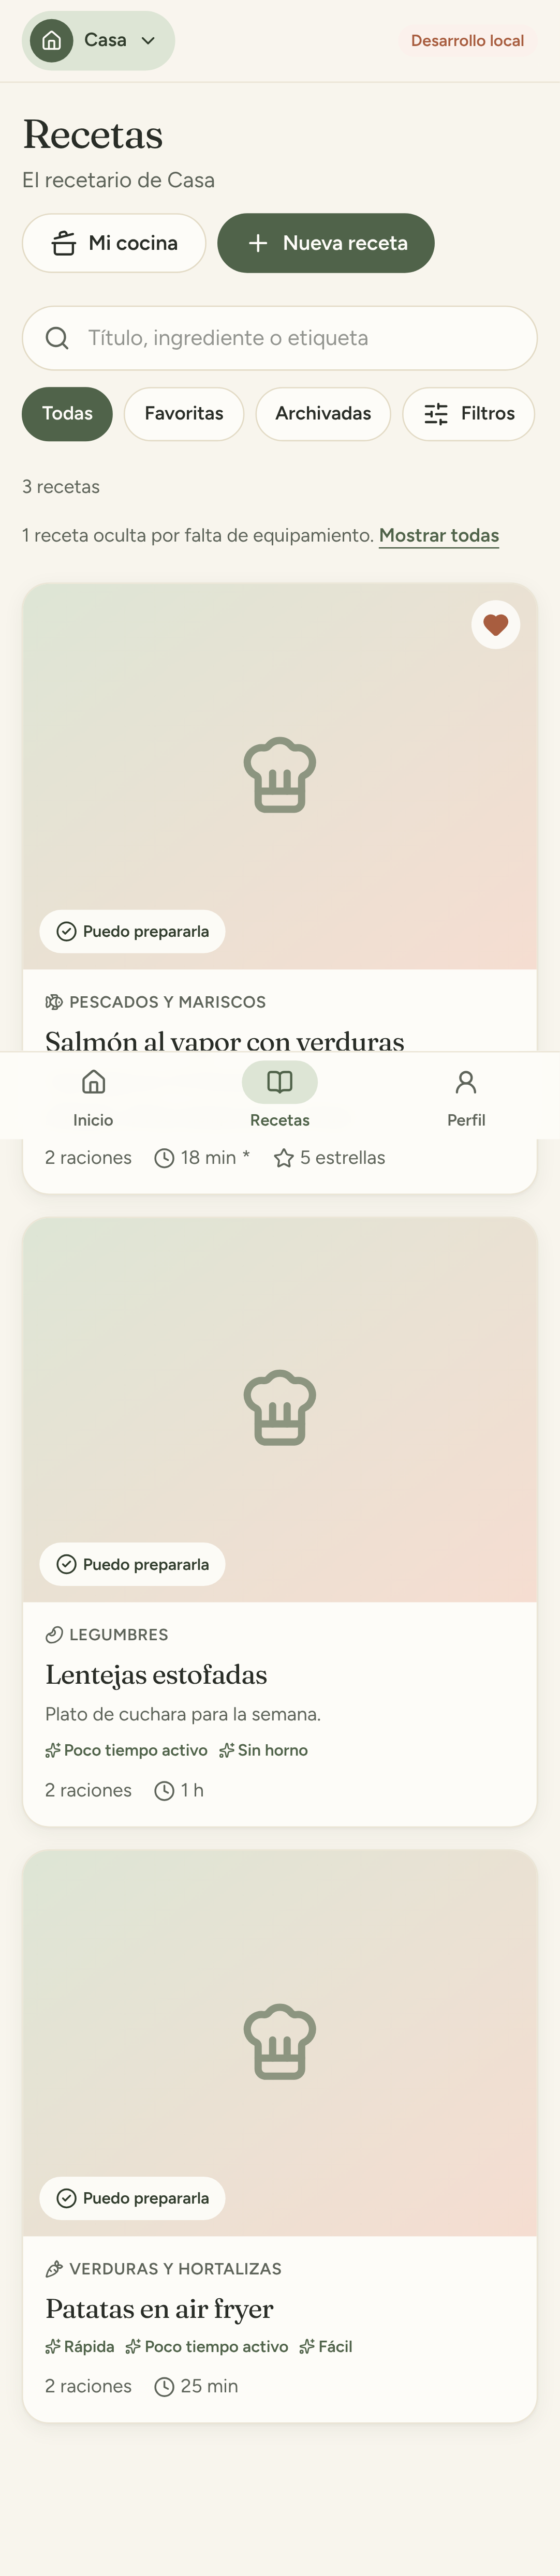 Casa
Desarrollo local
Recetas
El recetario de Casa
Mi cocina
Nueva receta
Título, ingrediente o etiqueta
Todas
Favoritas
Archivadas
Filtros
3 recetas
1 receta oculta por falta de equipamiento. Mostrar todas
Puedo prepararla
PESCADOS Y MARISCOS
Salmón al vapor con verduras
Inicio
Recetas
Perfil
2 raciones 18 min * 5 estrellas
Puedo prepararla
LEGUMBRES
Lentejas estofadas
Plato de cuchara para la semana.
Poco tiempo activo Sin horno
2 raciones 1 h
Puedo prepararla
VERDURAS Y HORTALIZAS
Patatas en air fryer
Rápida Poco tiempo activo Fácil
2 raciones 25 min